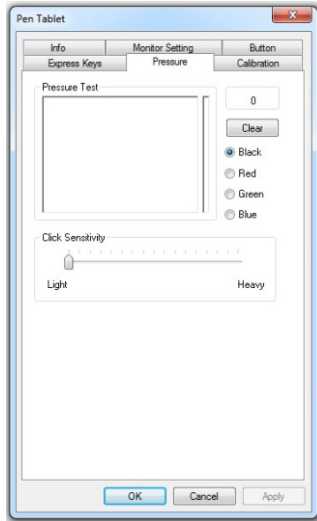 Pen Tablet
Info Monitor Setting Button
Express Keys Pressure Calibration
Pressure Test
0
Clear
Black
Red
Green
Blue
Click Sensitivity
Light Heavy
OK Cancel Apply